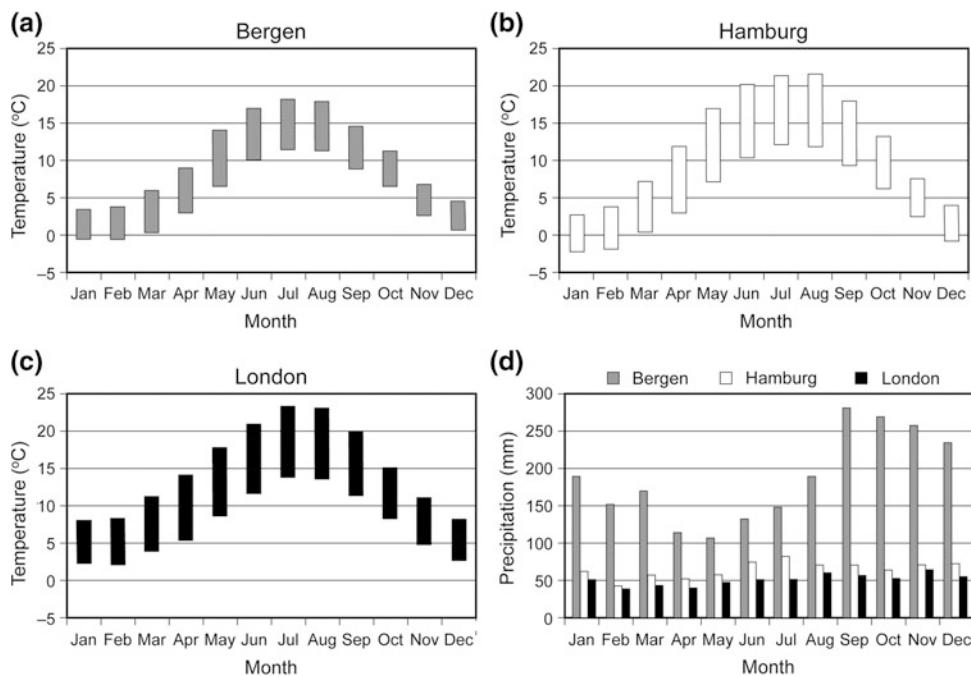 (a)
Bergen
25
20
15
10
5
0
–5
Temperature (ºC)
Jan Feb Mar Apr May Jun Jul Aug Sep Oct Nov Dec
Month
(b)
Hamburg
25
20
15
10
5
0
–5
Temperature (ºC)
Jan Feb Mar Apr May Jun Jul Aug Sep Oct Nov Dec
Month
(c)
London
25
20
15
10
5
0
–5
Temperature (ºC)
Jan Feb Mar Apr May Jun Jul Aug Sep Oct Nov Dec
Month
(d)
Bergen Hamburg London
300
250
200
150
100
50
0
Precipitation (mm)
Jan Feb Mar Apr May Jun Jul Aug Sep Oct Nov Dec
Month